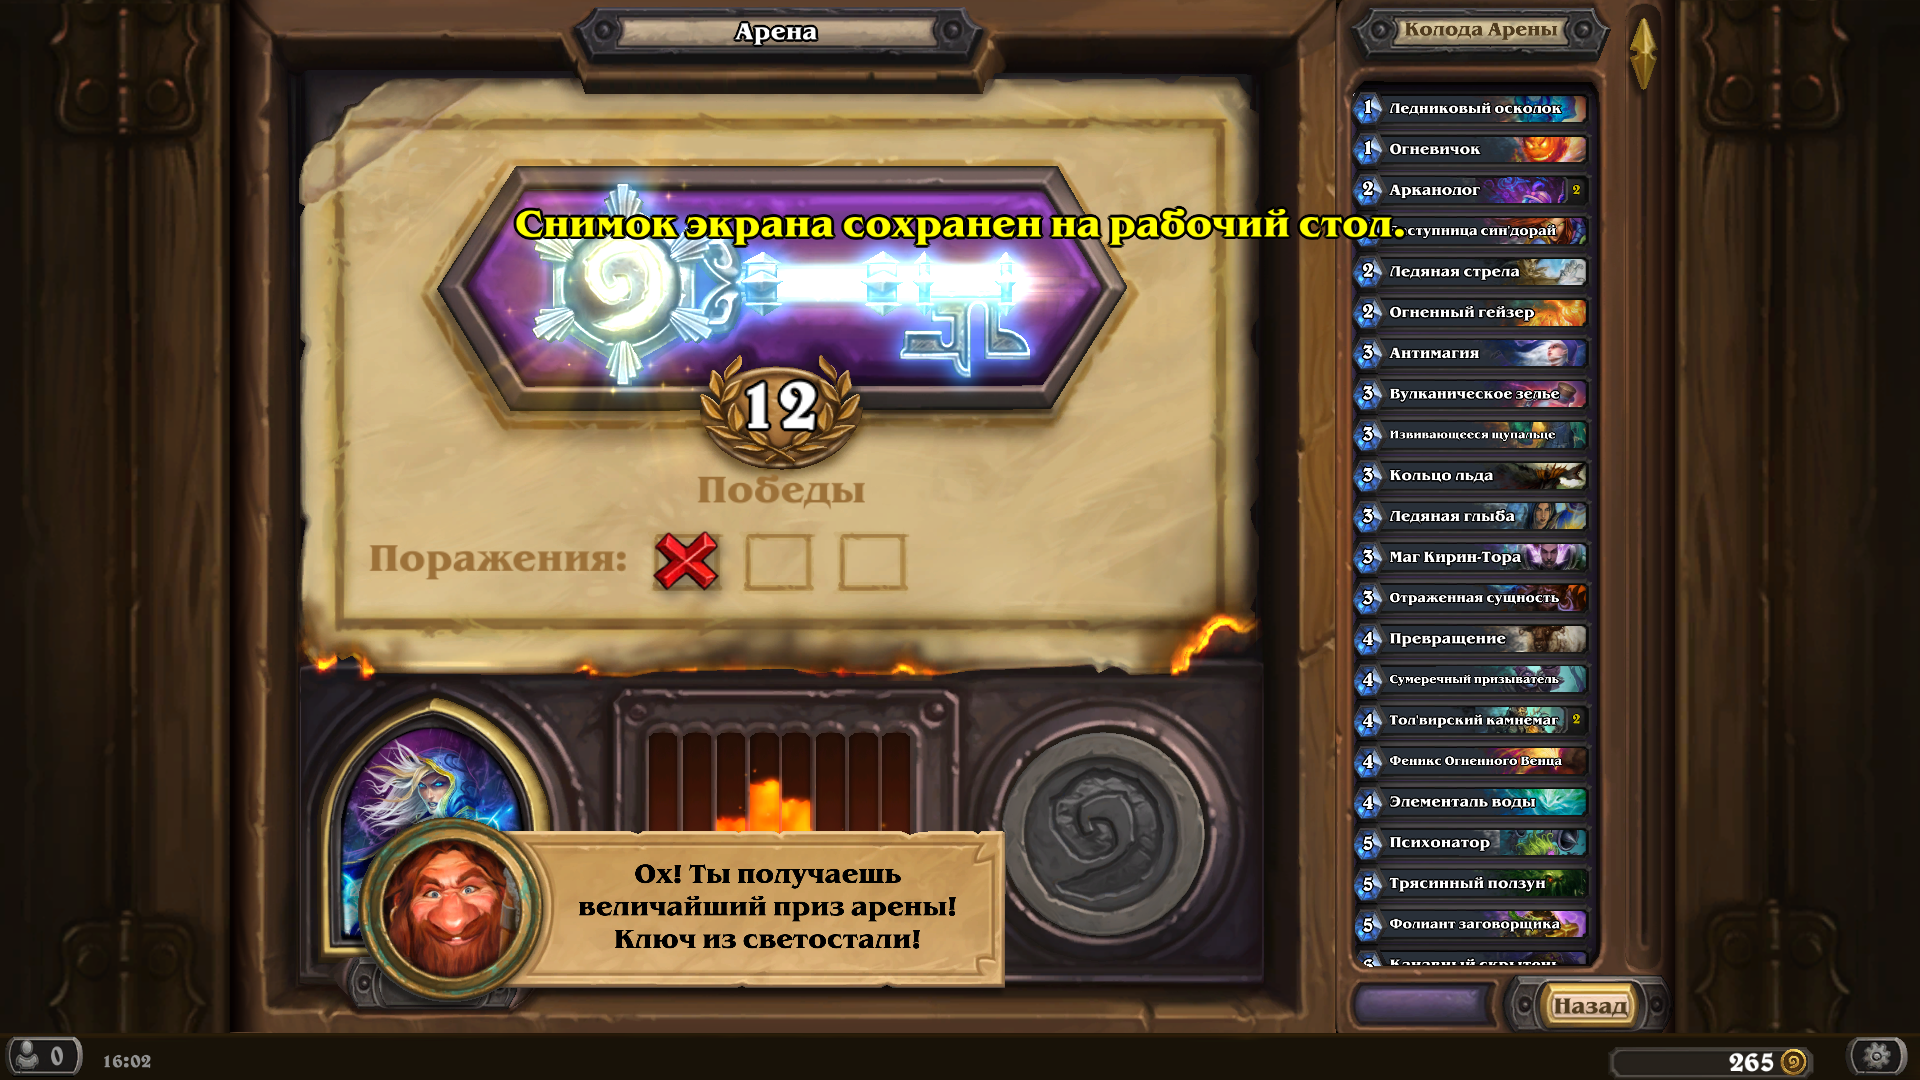 Арена
Колода Арены
Снимок экрана сохранен на рабочий стол.
12
Победы
Поражения:
Ох! Ты получаешь
величайший приз арены!
Ключ из светостали!
1 Ледниковый осколок
1 Огневичок
2 Арканолог 2
син'дорай
2 Ледяная стрела
2 Огненный гейзер
3 Антимагия
3 Вулканическое зелье
3 Извивающееся щупальце
3 Кольцо льда
3 Ледяная глыба
3 Маг Кирин-Тора
3 Отраженная сущность
4 Превращение
4 Сумеречный призыватель
4 Тол'вирский камнемаг 2
4 Феникс Огненного Венца
4 Элементаль воды
5 Психонатор
5 Трясинный ползун
5 Фолиант заговорщика
Назад
0
16:02
265